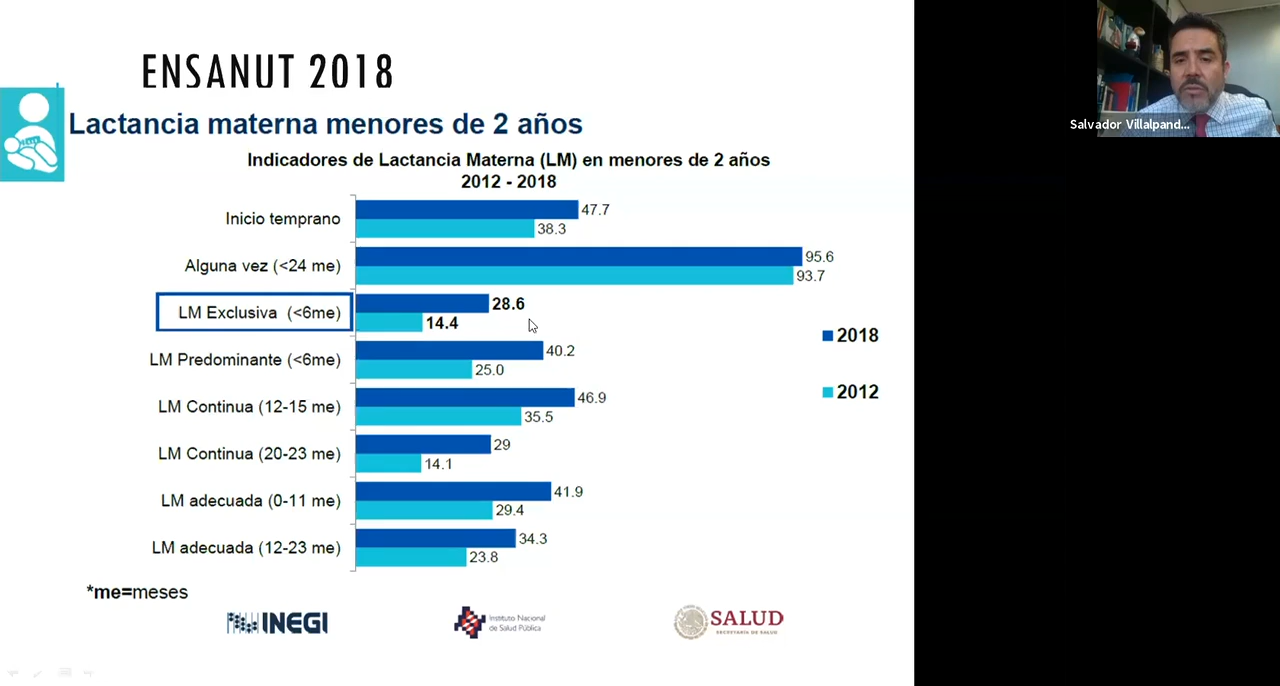 ENSANUT 2018
Lactancia materna menores de 2 años
Indicadores de Lactancia Materna (LM) en menores de 2 años
2012 - 2018
Inicio temprano
47.7
38.3
Alguna vez (<24 me)
95.6
93.7
LM Exclusiva (<6me)
28.6
14.4
LM Predominante (<6me)
40.2
25.0
LM Continua (12-15 me)
46.9
35.5
LM Continua (20-23 me)
29
14.1
LM adecuada (0-11 me)
41.9
29.4
LM adecuada (12-23 me)
34.3
23.8
2018
2012
*me=meses
INEGI
Instituto Nacional
de Salud Pública
SALUD
SECRETARÍA DE SALUD
Salvador Villalpand...